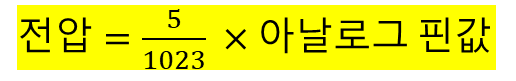 전압 = 5/1023 × 아날로그 핀값